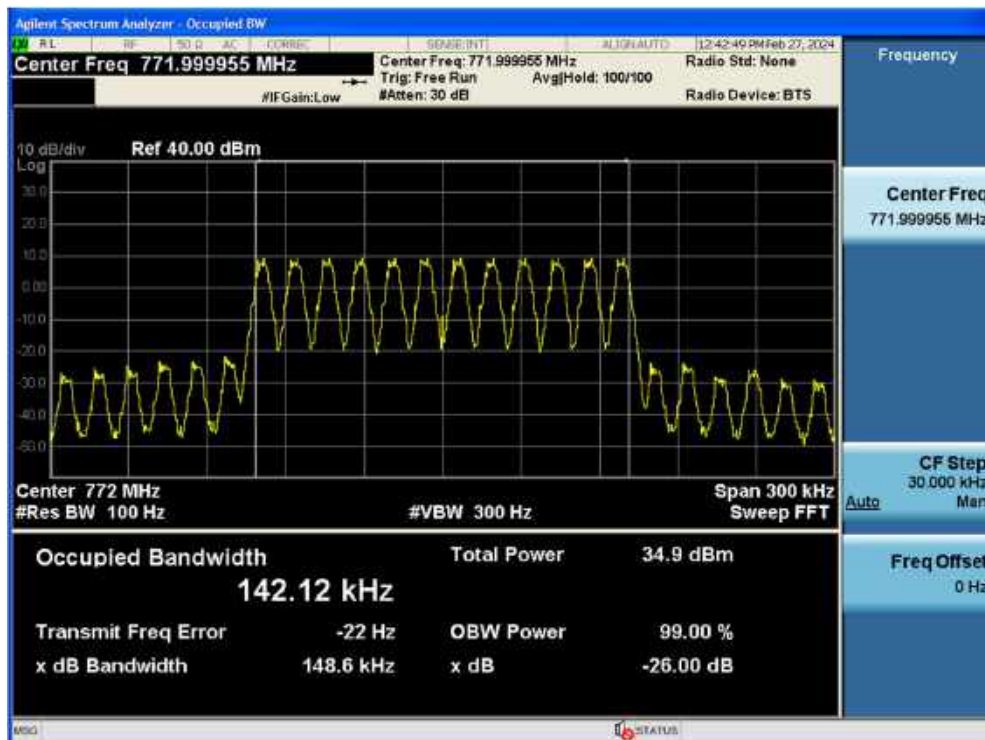 Agilent Spectrum Analyzer - Occupied BW
RL RF 50 Ω AC CORREC SENSE:INT ALIGNAUTO 12:42:49 PM Feb 27, 2024
Center Freq 771.999955 MHz
Center Freq: 771.999955 MHz
Radio Std: None
Trig: Free Run Avg|Hold: 100/100
#IFGain:Low
#Atten: 30 dB
Radio Device: BTS
10 dB/div Ref 40.00 dBm
Log
30.0
20.0
10.0
0.00
-10.0
-20.0
-30.0
-40.0
-50.0
Center 772 MHz
Span 300 kHz
#Res BW 100 Hz
#VBW 300 Hz
Sweep FFT
Occupied Bandwidth
142.12 kHz
Total Power 34.9 dBm
Transmit Freq Error -22 Hz
OBW Power 99.00 %
x dB Bandwidth 148.6 kHz
x dB -26.00 dB
MSG
STATUS
Frequency
Center Freq
771.999955 MHz
CF Step
30.000 kHz
Auto Man
Freq Offset
0 Hz